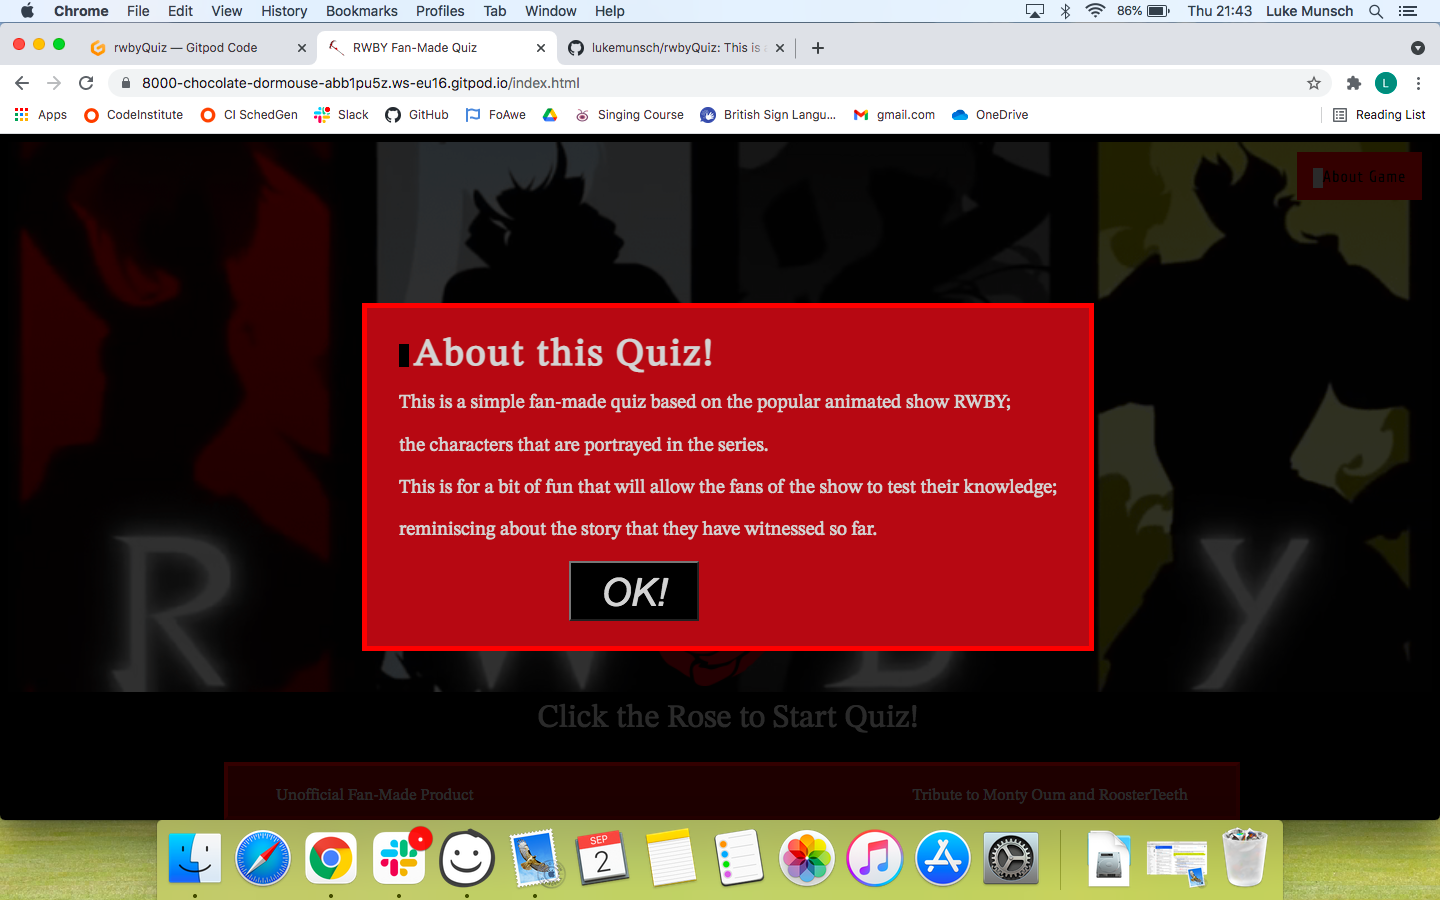 Chrome File Edit View History Bookmarks Profiles Tab Window Help 86% Thu 21:43 Luke Munsch
rwbyQuiz — Gitpod Code RWBY Fan-Made Quiz lukemunsch/rwbyQuiz: This is
8000-chocolate-dormouse-abb1pu5z.ws-eu16.gitpod.io/index.html L
Apps CodeInstitute CI SchedGen Slack GitHub FoAwe Singing Course British Sign Langu... gmail.com OneDrive Reading List
About Game
About this Quiz!
This is a simple fan-made quiz based on the popular animated show RWBY;
the characters that are portrayed in the series.
This is for a bit of fun that will allow the fans of the show to test their knowledge;
reminiscing about the story that they have witnessed so far.
OK!
R W B Y
Click the Rose to Start Quiz!
Unofficial Fan-Made Product Tribute to Monty Oum and RoosterTeeth
SEP
2